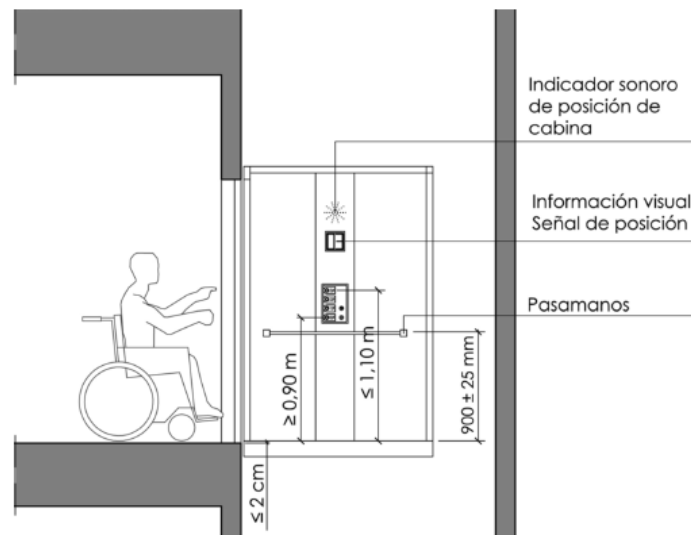 Indicador sonoro
de posición de
cabina
Información visual
Señal de posición
Pasamanos
≥ 0,90 m
≤ 1,10 m
900 ± 25 mm
≤ 2 cm